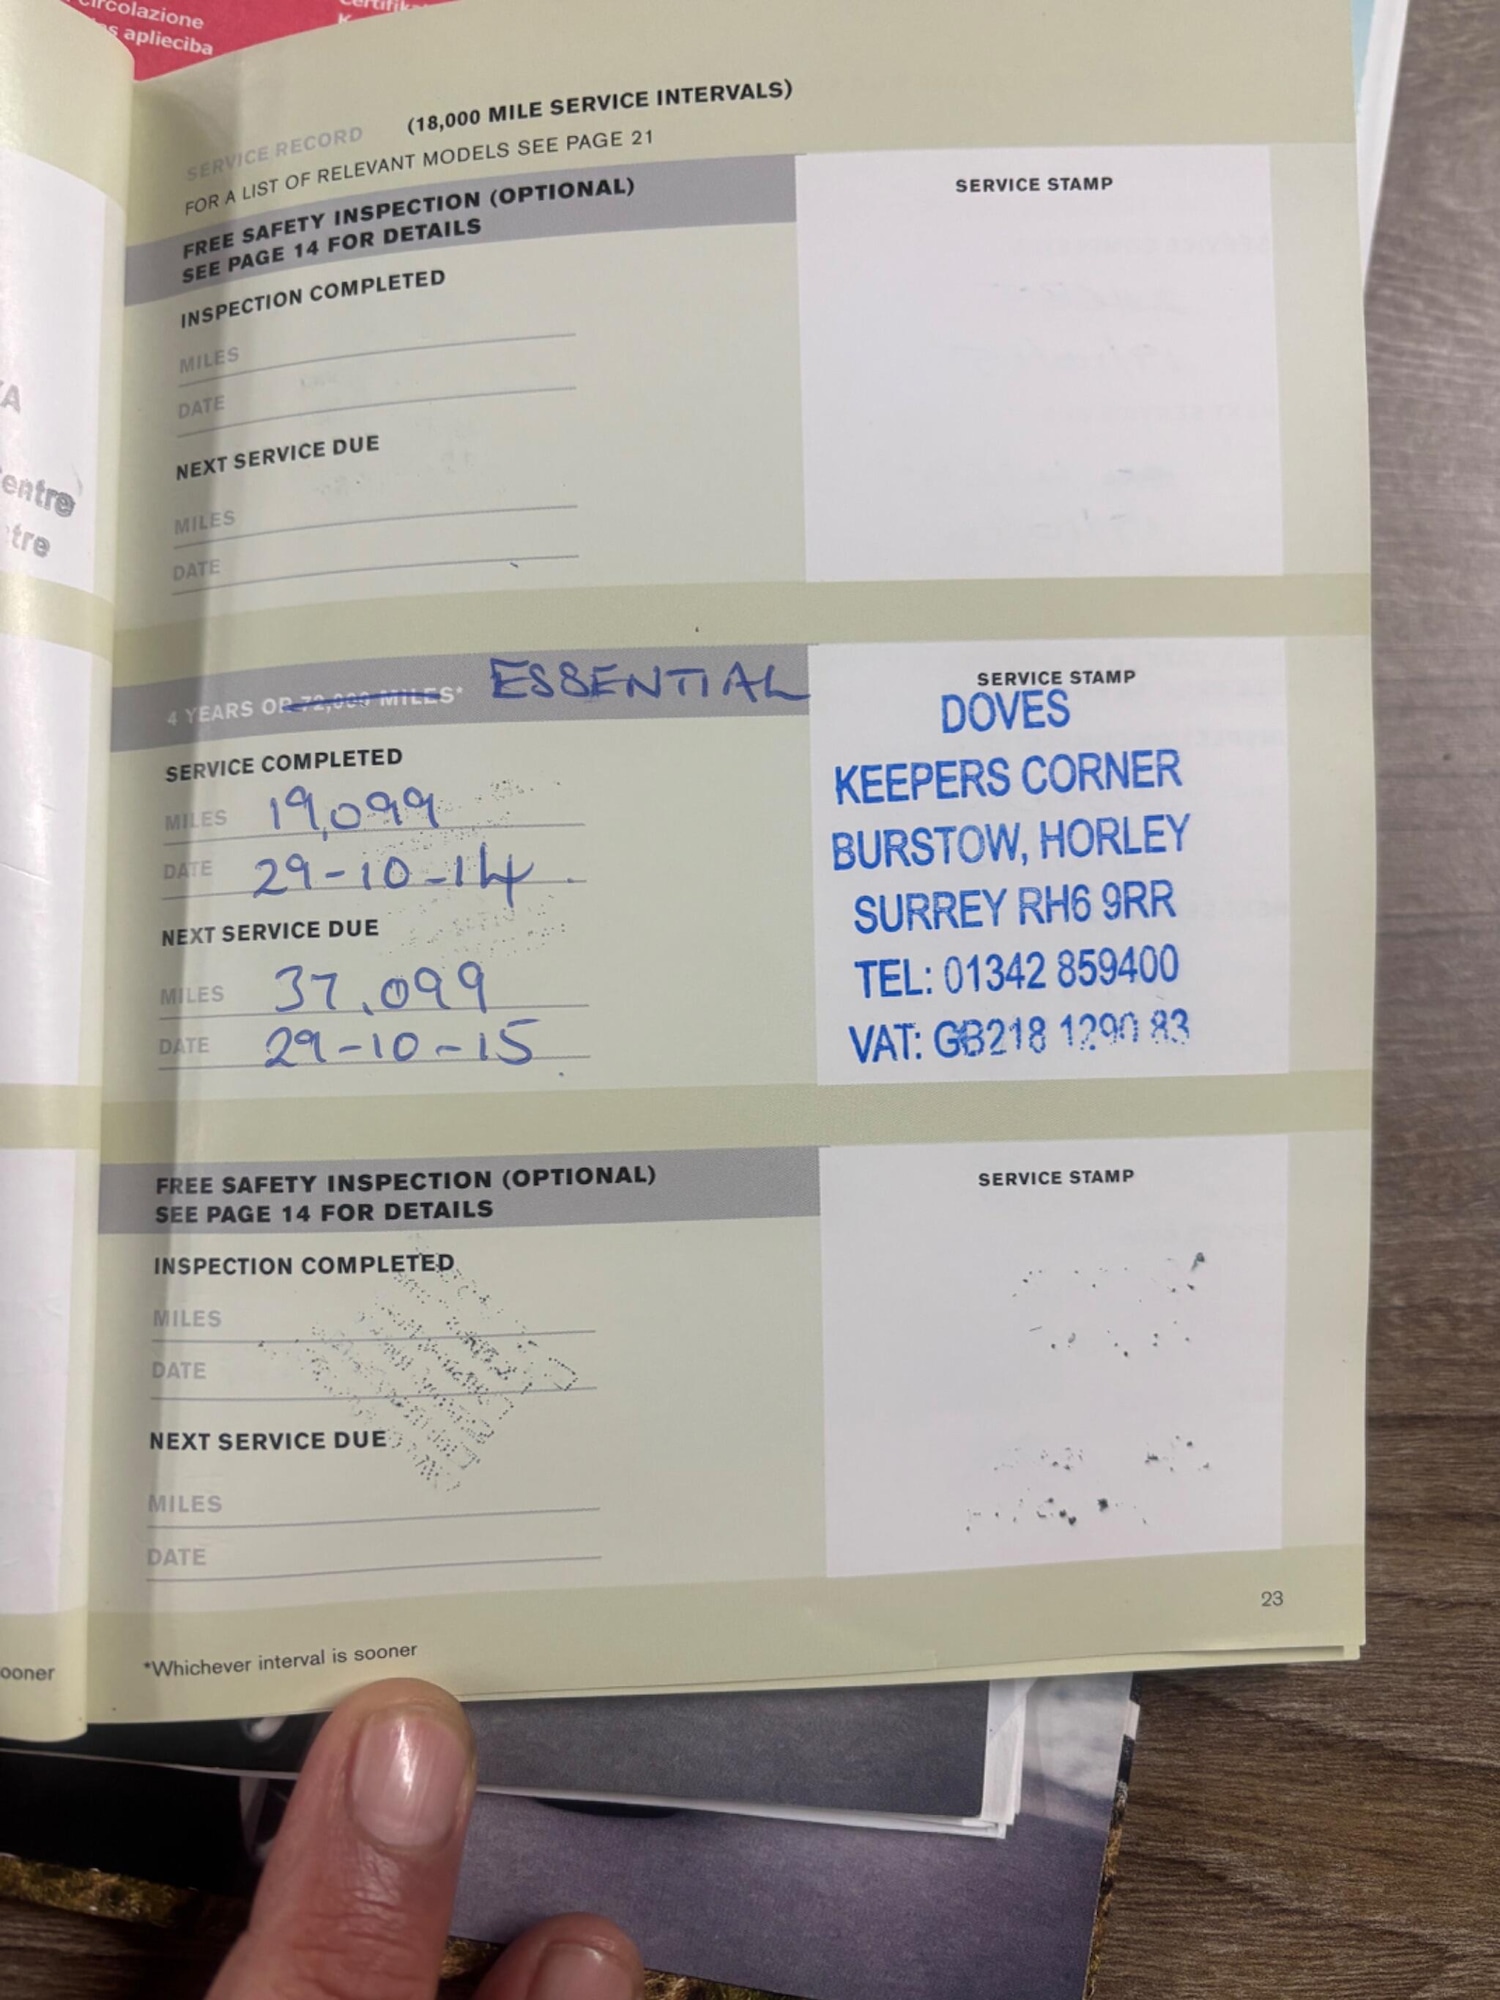 circolazione
aplieciba
SERVICE RECORD (18,000 MILE SERVICE INTERVALS)
FOR A LIST OF RELEVANT MODELS SEE PAGE 21
FREE SAFETY INSPECTION (OPTIONAL)
SEE PAGE 14 FOR DETAILS
SERVICE STAMP
INSPECTION COMPLETED
MILES
DATE
NEXT SERVICE DUE
MILES
DATE
entre
tre
4 YEARS OR 72,000 MILES* ESSENTIAL
SERVICE COMPLETED
MILES 19,099
DATE 29-10-14
NEXT SERVICE DUE
MILES 37,099
DATE 29-10-15
SERVICE STAMP
DOVES
KEEPERS CORNER
BURSTOW, HORLEY
SURREY RH6 9RR
TEL: 01342 859400
VAT: GB218 1290 83
FREE SAFETY INSPECTION (OPTIONAL)
SEE PAGE 14 FOR DETAILS
SERVICE STAMP
INSPECTION COMPLETED
MILES
DATE
NEXT SERVICE DUE
MILES
DATE
23
*Whichever interval is sooner
ooner